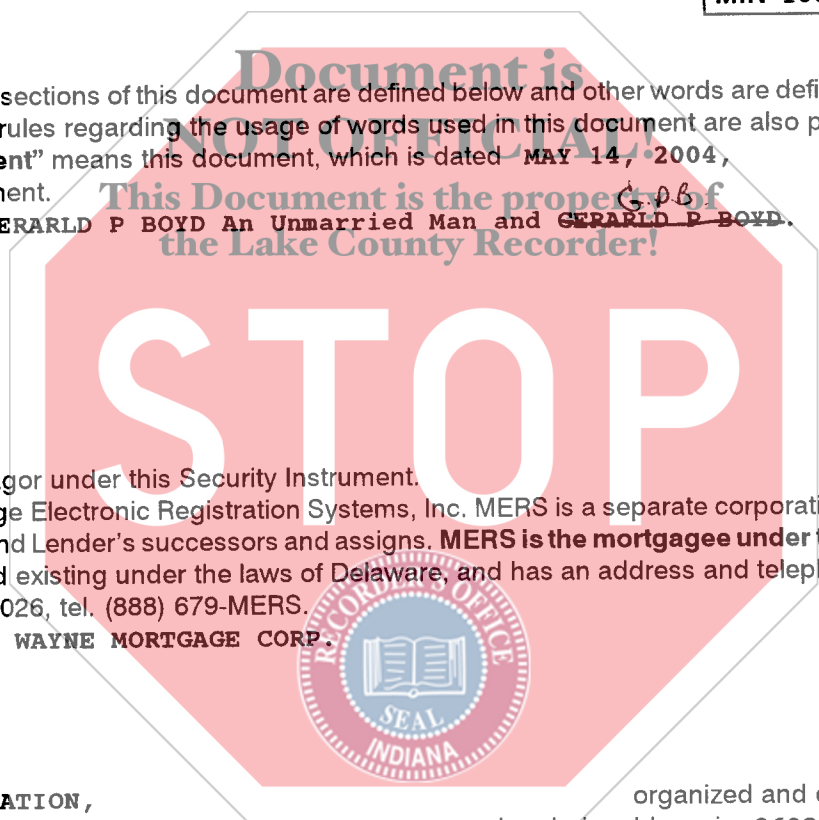 MIN 100
Document is
sections of this document are defined below and other words are defi
rules regarding the usage of words used in this document are also p
NOT OFFICIAL!
ent” means this document, which is dated MAY 14, 2004,
ment.
This Document is the property of
G.P.B.
ERARLD P BOYD An Unmarried Man and GERARLD P BOYD.
the Lake County Recorder!
STOP
gor under this Security Instrument.
ge Electronic Registration Systems, Inc. MERS is a separate corporati
nd Lender’s successors and assigns. MERS is the mortgagee under t
d existing under the laws of Delaware, and has an address and teleph
026, tel. (888) 679-MERS.
WAYNE MORTGAGE CORP.
RECORDER'S OFFICE
SEAL
INDIANA
organized and e
ATION,